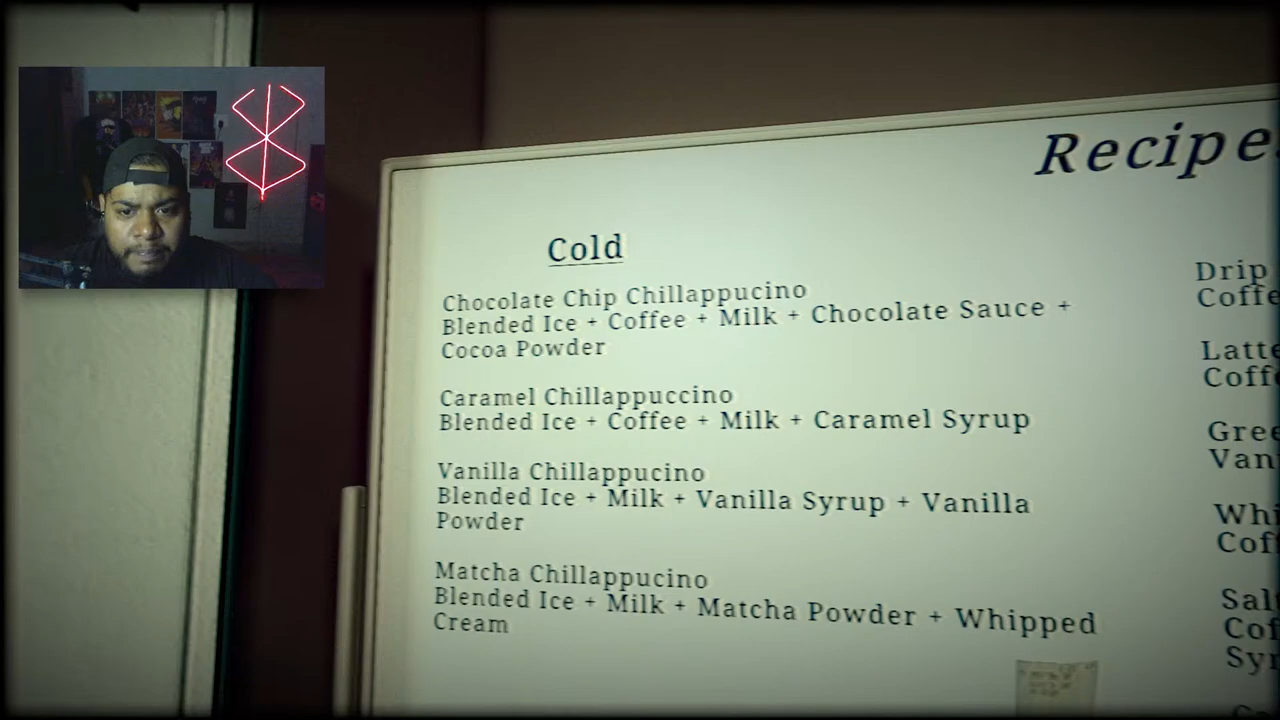 Recipe
Cold
Chocolate Chip Chillappucino
Blended Ice + Coffee + Milk + Chocolate Sauce +
Cocoa Powder
Caramel Chillappuccino
Blended Ice + Coffee + Milk + Caramel Syrup
Vanilla Chillappucino
Blended Ice + Milk + Vanilla Syrup + Vanilla
Powder
Matcha Chillappucino
Blended Ice + Milk + Matcha Powder + Whipped
Cream
Drip